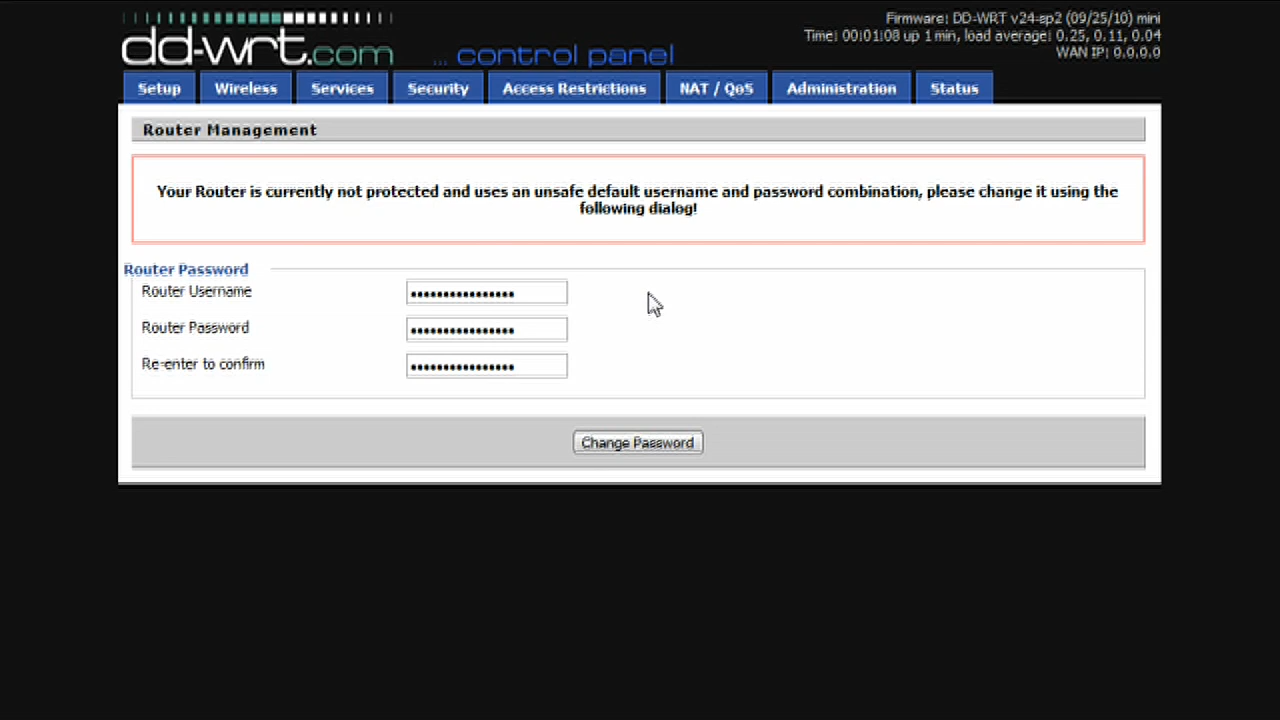 Firmware: DD-WRT v24-sp2 (09/25/10) mini
Time: 00:01:08 up 1 min, load average: 0.25, 0.11, 0.04
WAN IP: 0.0.0.0
dd-wrt.com ... control panel
Setup Wireless Services Security Access Restrictions NAT / QoS Administration Status
Router Management
Your Router is currently not protected and uses an unsafe default username and password combination, please change it using the
following dialog!
Router Password
Router Username ••••••••••••••••
Router Password ••••••••••••••••
Re-enter to confirm ••••••••••••••••
Change Password